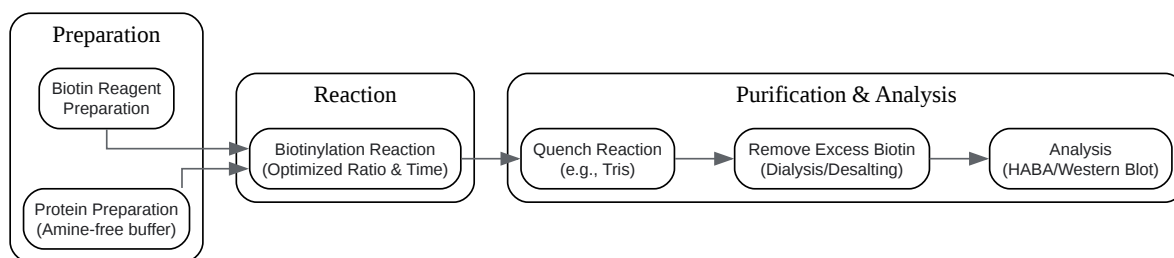 Preparation
Biotin Reagent
Preparation
Protein Preparation
(Amine-free buffer)
Reaction
Biotinylation Reaction
(Optimized Ratio & Time)
Purification & Analysis
Quench Reaction
(e.g., Tris)
Remove Excess Biotin
(Dialysis/Desalting)
Analysis
(HABA/Western Blot)